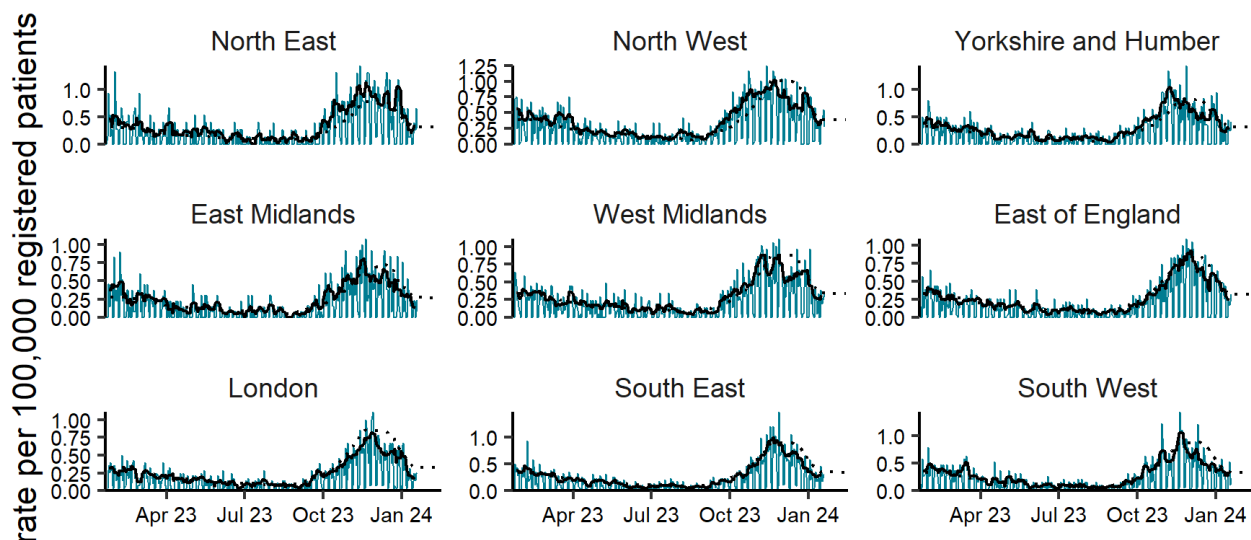 rate per 100,000 registered patients
North East
North West
Yorkshire and Humber
1.0
0.5
0.0
1.25
1.00
0.75
0.50
0.25
0.00
1.0
0.5
0.0
East Midlands
West Midlands
East of England
1.00
0.75
0.50
0.25
0.00
1.00
0.75
0.50
0.25
0.00
1.00
0.75
0.50
0.25
0.00
London
South East
South West
1.00
0.75
0.50
0.25
0.00
1.0
0.5
0.0
1.0
0.5
0.0
Apr 23 Jul 23 Oct 23 Jan 24
Apr 23 Jul 23 Oct 23 Jan 24
Apr 23 Jul 23 Oct 23 Jan 24